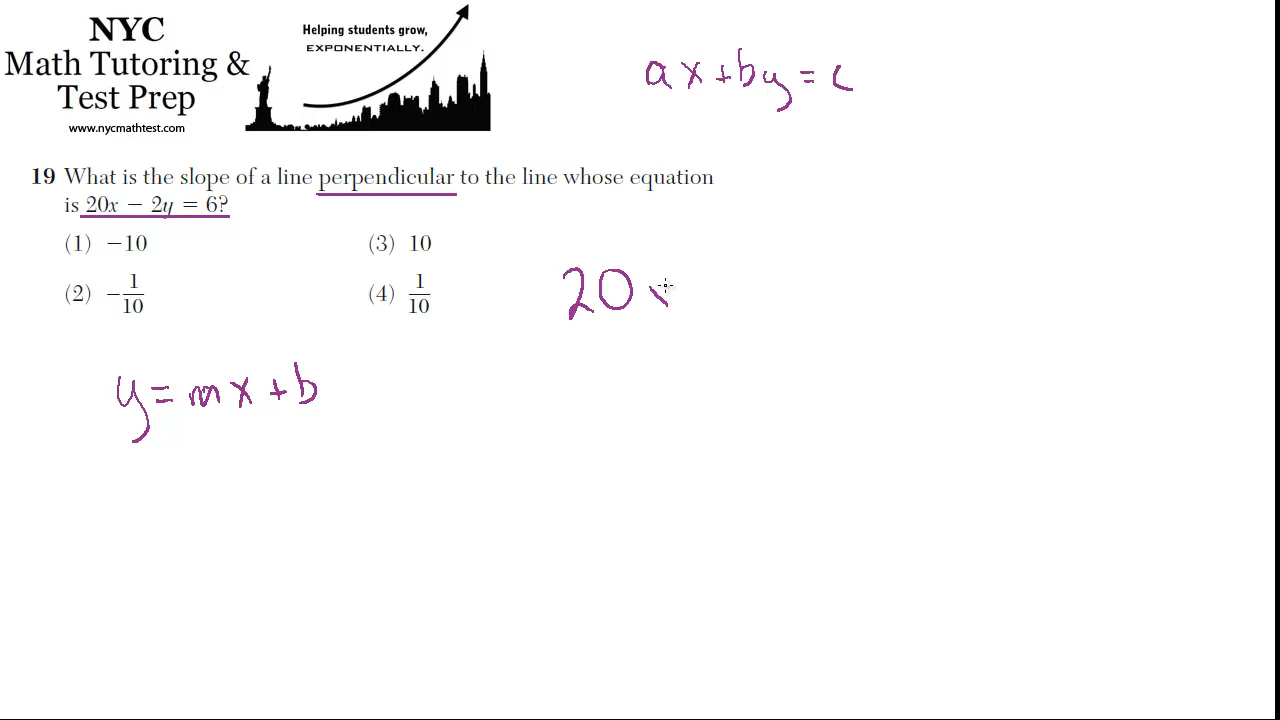 NYC
Math Tutoring &
Test Prep
www.nycmathtest.com
Helping students grow,
EXPONENTIALLY.
ax+by=c
19 What is the slope of a line perpendicular to the line whose equation
is 20x − 2y = 6?
(1) −10
(3) 10
(2) −1/10
(4) 1/10
20
y=mx+b